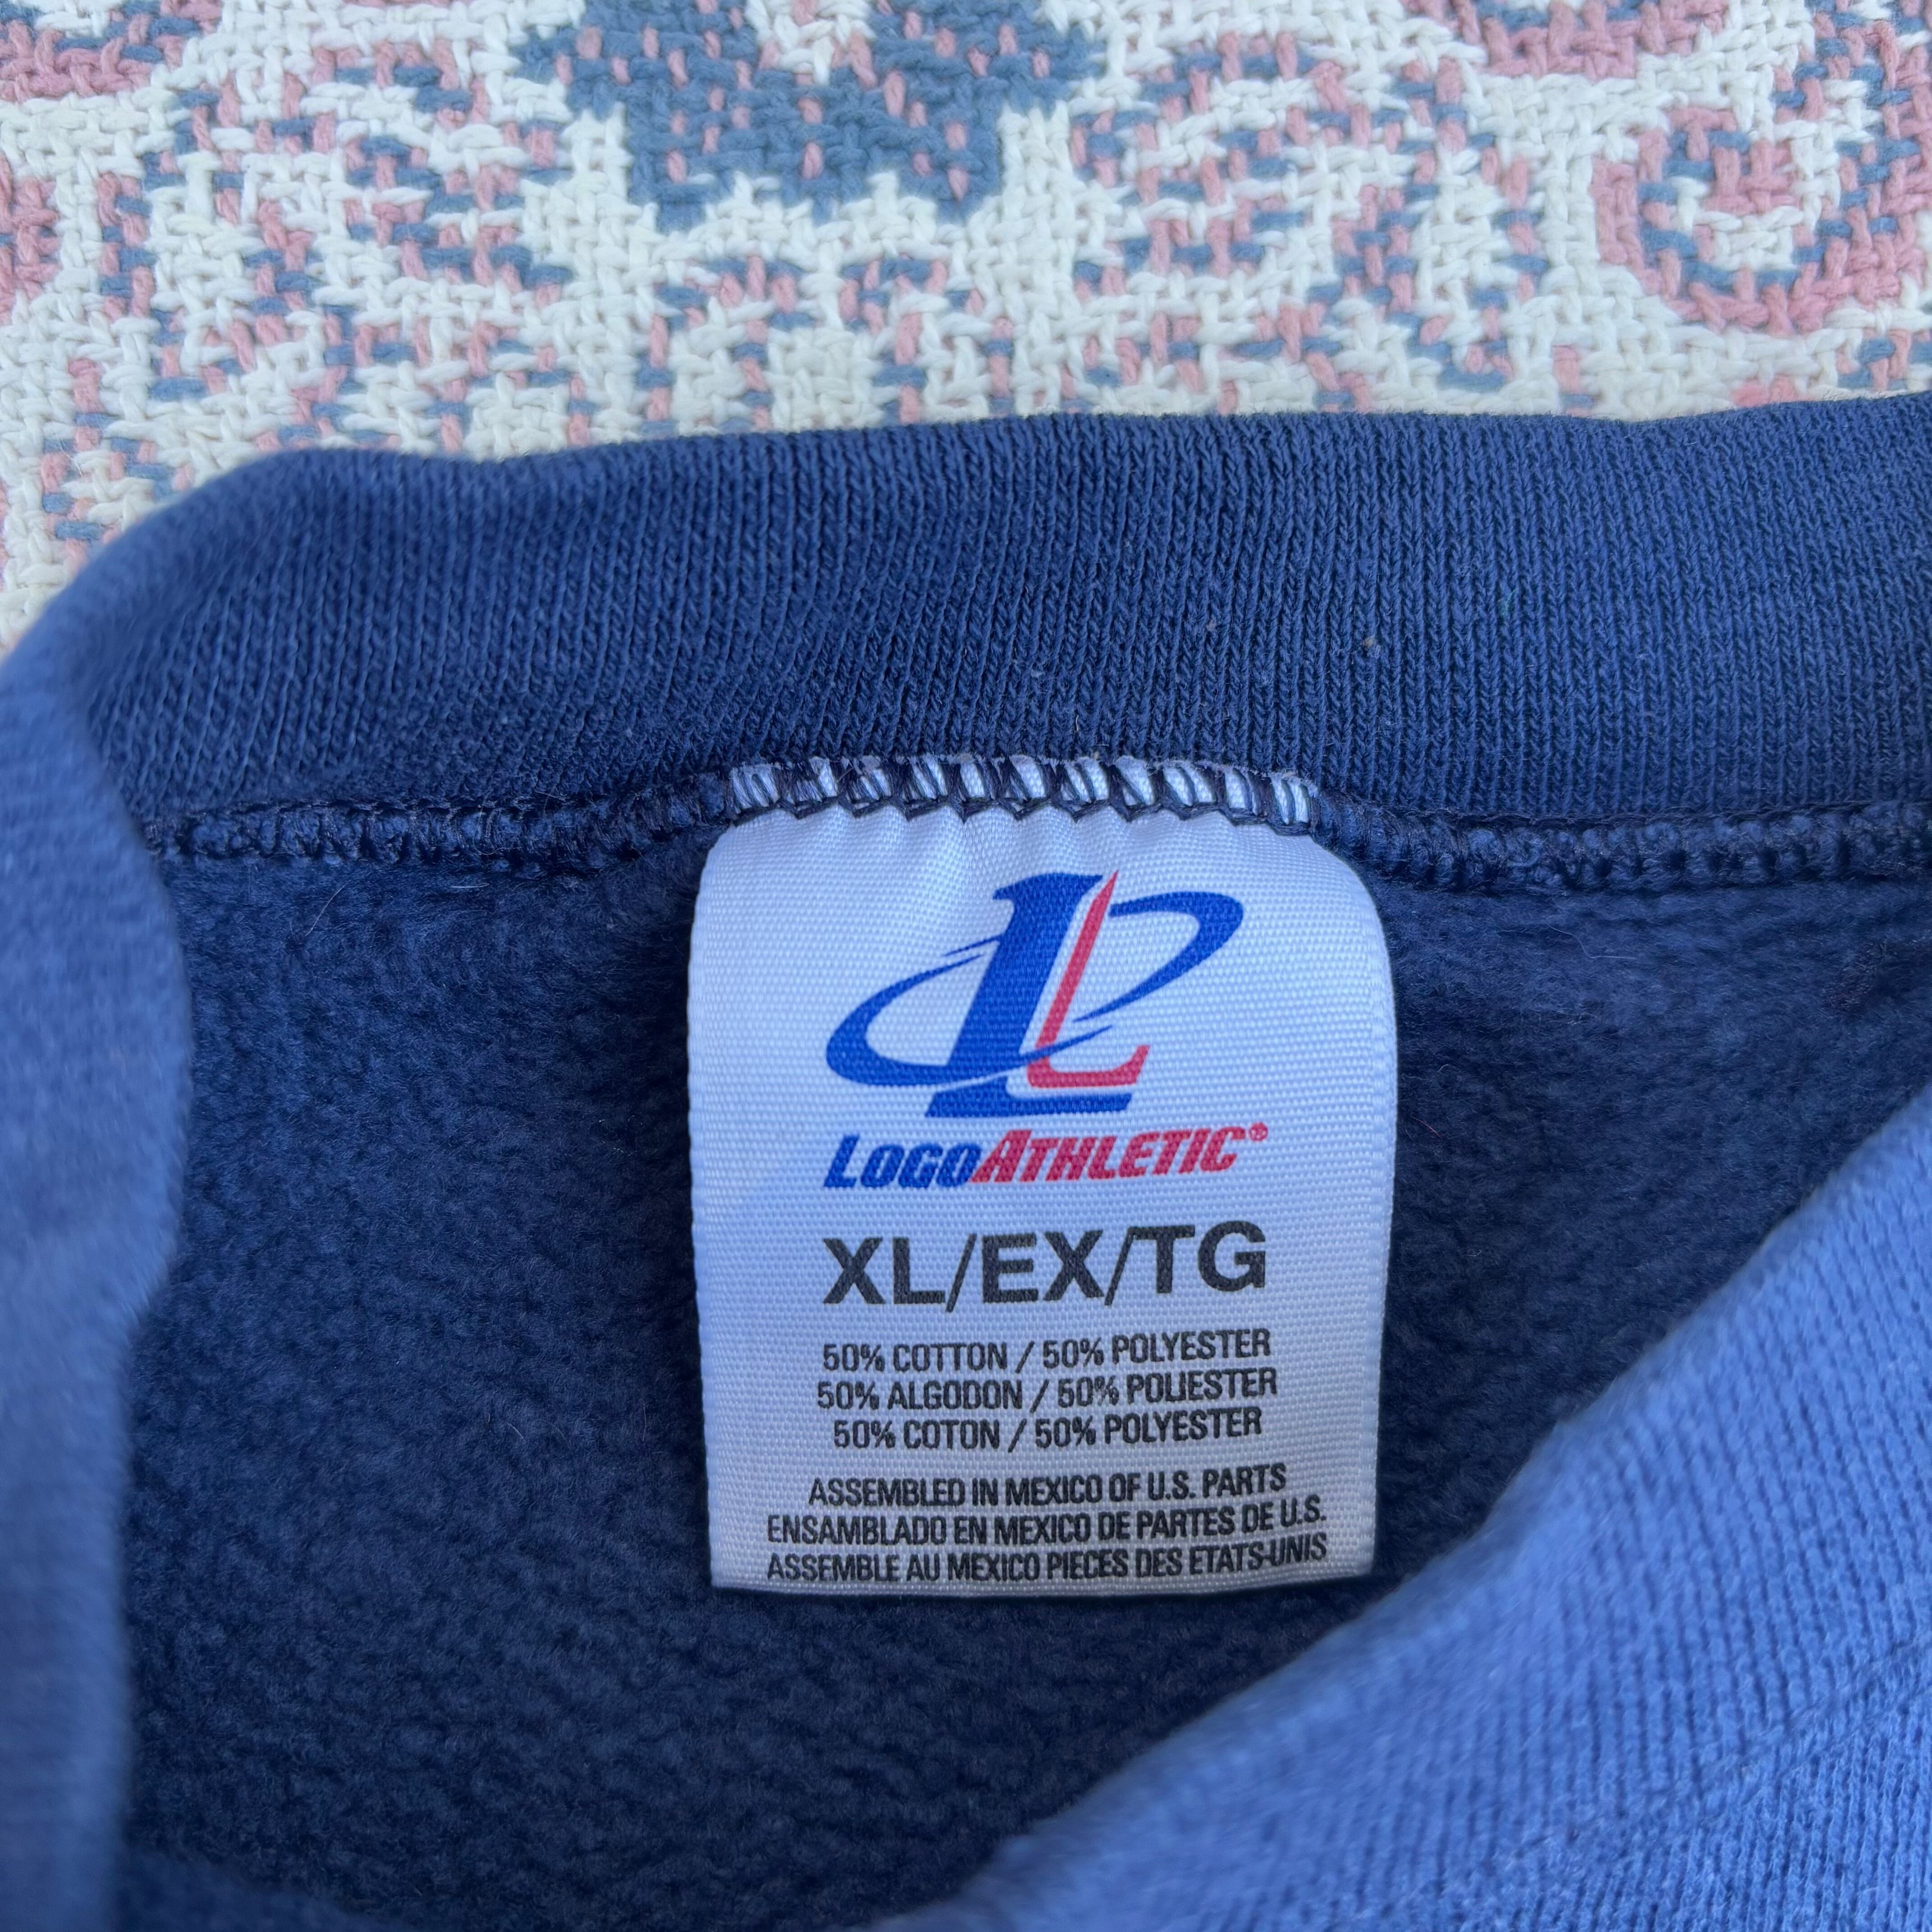 LL
LOGOATHLETIC®
XL/EX/TG
50% COTTON / 50% POLYESTER
50% ALGODON / 50% POLIESTER
50% COTON / 50% POLYESTER
ASSEMBLED IN MEXICO OF U.S. PARTS
ENSAMBLADO EN MEXICO DE PARTES DE U.S.
ASSEMBLE AU MEXICO PIECES DES ETATS-UNIS